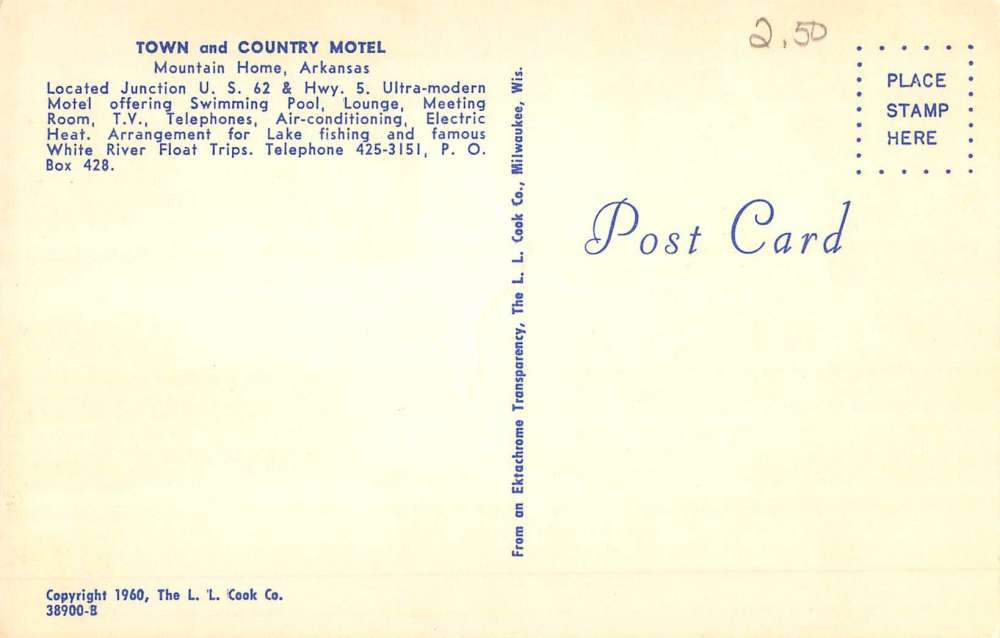 TOWN and COUNTRY MOTEL
Mountain Home, Arkansas
Located Junction U. S. 62 & Hwy. 5. Ultra-modern
Motel offering Swimming Pool, Lounge, Meeting
Room, T.V., Telephones, Air-conditioning, Electric
Heat. Arrangement for Lake fishing and famous
White River Float Trips. Telephone 425-3151, P. O.
Box 428.
Copyright 1960, The L. L. Cook Co.
38900-B
From an Ektachrome Transparency, The L. L. Cook Co., Milwaukee, Wis.
2.50
PLACE
STAMP
HERE
Post Card